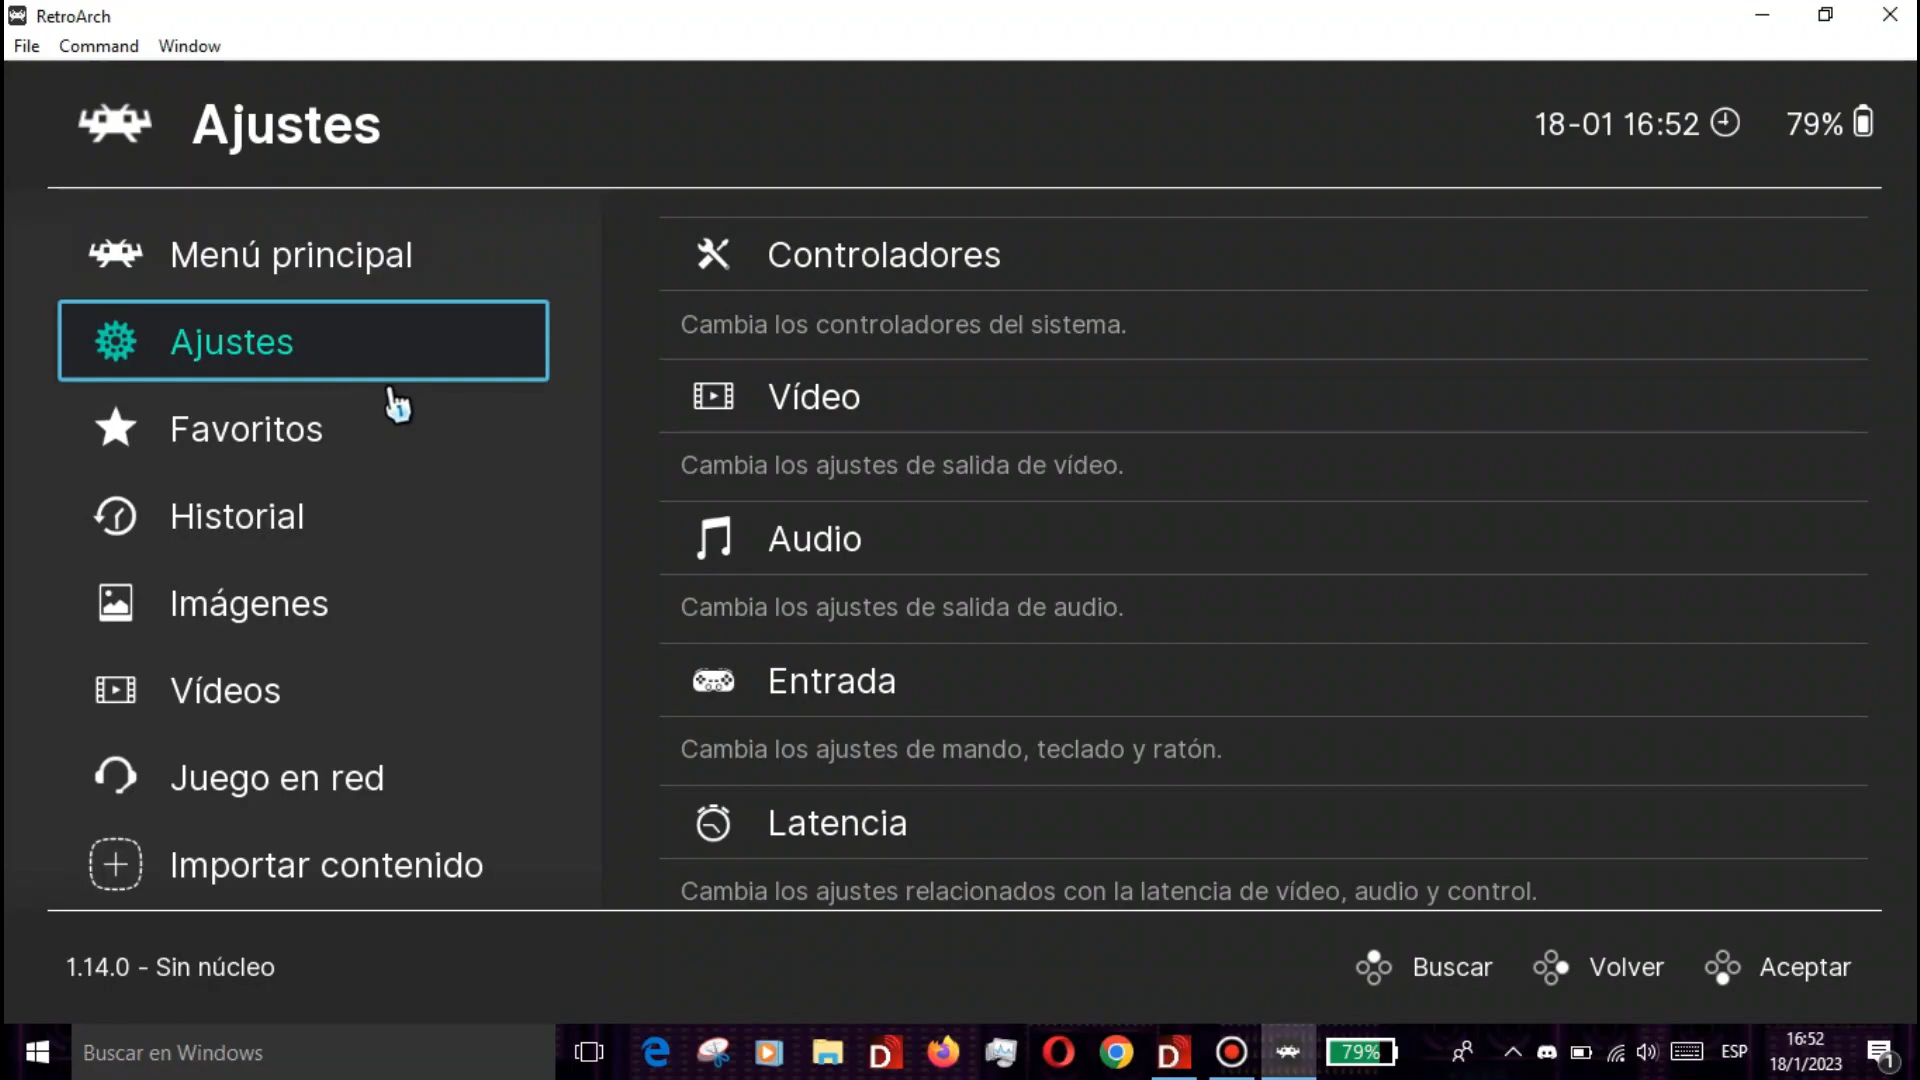 RetroArch
File Command Window
Ajustes
18-01 16:52
79%
Menú principal
Ajustes
Favoritos
Historial
Imágenes
Vídeos
Juego en red
Importar contenido
Controladores
Cambia los controladores del sistema.
Vídeo
Cambia los ajustes de salida de vídeo.
Audio
Cambia los ajustes de salida de audio.
Entrada
Cambia los ajustes de mando, teclado y ratón.
Latencia
Cambia los ajustes relacionados con la latencia de vídeo, audio y control.
1.14.0 - Sin núcleo
Buscar
Volver
Aceptar
Buscar en Windows
79%
ESP
16:52
18/1/2023
1